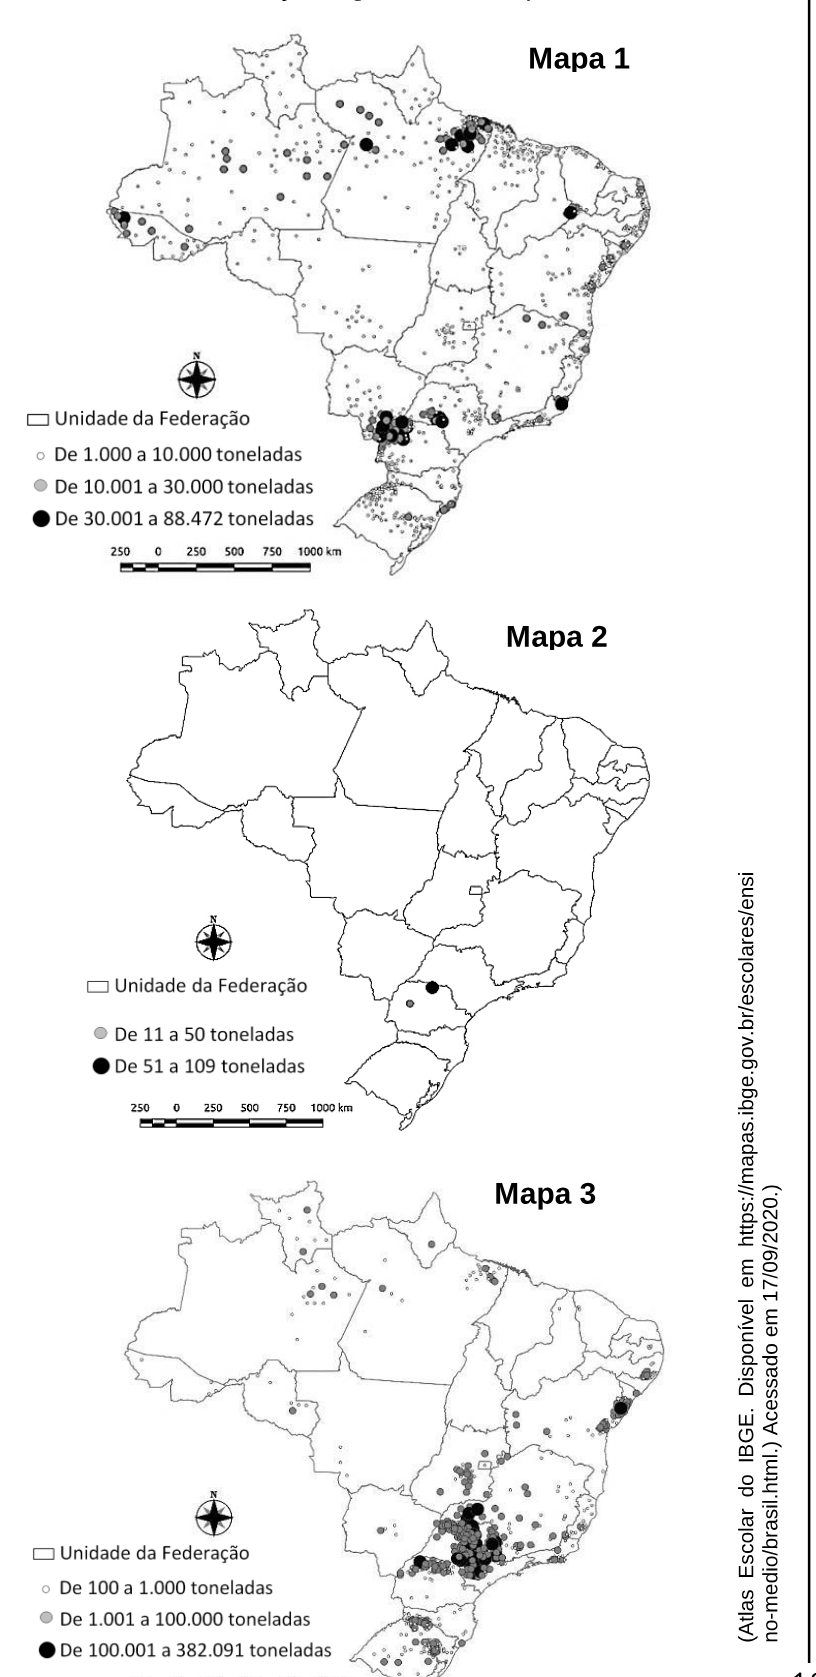 Mapa 1
N
Unidade da Federação
De 1.000 a 10.000 toneladas
De 10.001 a 30.000 toneladas
De 30.001 a 88.472 toneladas
250 0 250 500 750 1000 km
Mapa 2
N
Unidade da Federação
De 11 a 50 toneladas
De 51 a 109 toneladas
250 0 250 500 750 1000 km
Mapa 3
N
Unidade da Federação
De 100 a 1.000 toneladas
De 1.001 a 100.000 toneladas
De 100.001 a 382.091 toneladas
(Atlas Escolar do IBGE. Disponível em https://mapas.ibge.gov.br/escolares/ensi
no-medio/brasil.html.) Acessado em 17/09/2020.)